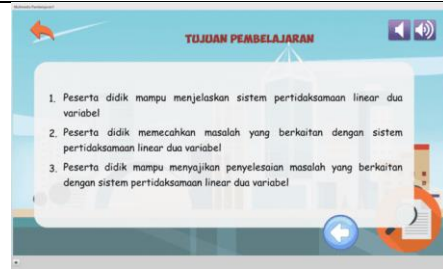 TUJUAN PEMBELAJARAN
1. Peserta didik mampu menjelaskan sistem pertidaksamaan linear dua
variabel
2. Peserta didik memecahkan masalah yang berkaitan dengan sistem
pertidaksamaan linear dua variabel
3. Peserta didik mampu menyajikan penyelesaian masalah yang berkaitan
dengan sistem pertidaksamaan linear dua variabel